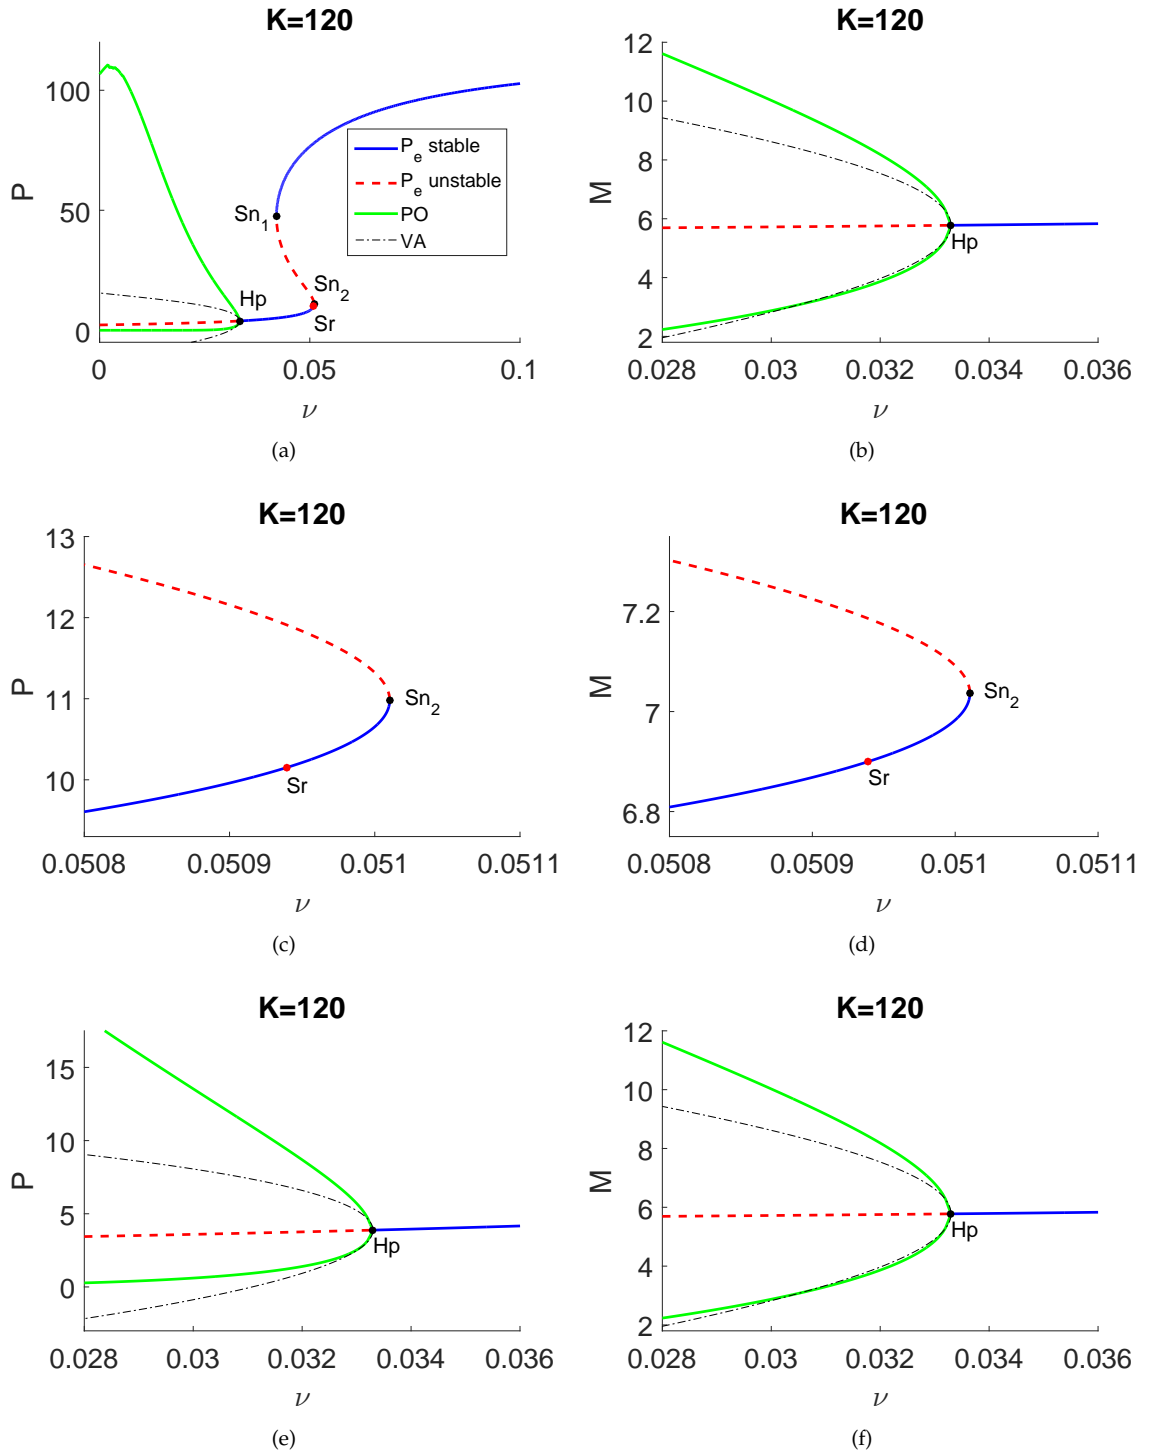 K=120
K=120
P
100
50
0
Sn1
Hp
Sn2
Sr
P_e stable
P_e unstable
PO
VA
0
0.05
0.1
ν
(a)
M
12
10
8
6
4
2
Hp
0.028
0.03
0.032
0.034
0.036
ν
(b)
K=120
K=120
P
13
12
11
10
Sn2
Sr
0.0508
0.0509
0.051
0.0511
ν
(c)
M
7.2
7
6.8
Sn2
Sr
0.0508
0.0509
0.051
0.0511
ν
(d)
K=120
K=120
P
15
10
5
0
Hp
0.028
0.03
0.032
0.034
0.036
ν
(e)
M
12
10
8
6
4
2
Hp
0.028
0.03
0.032
0.034
0.036
ν
(f)